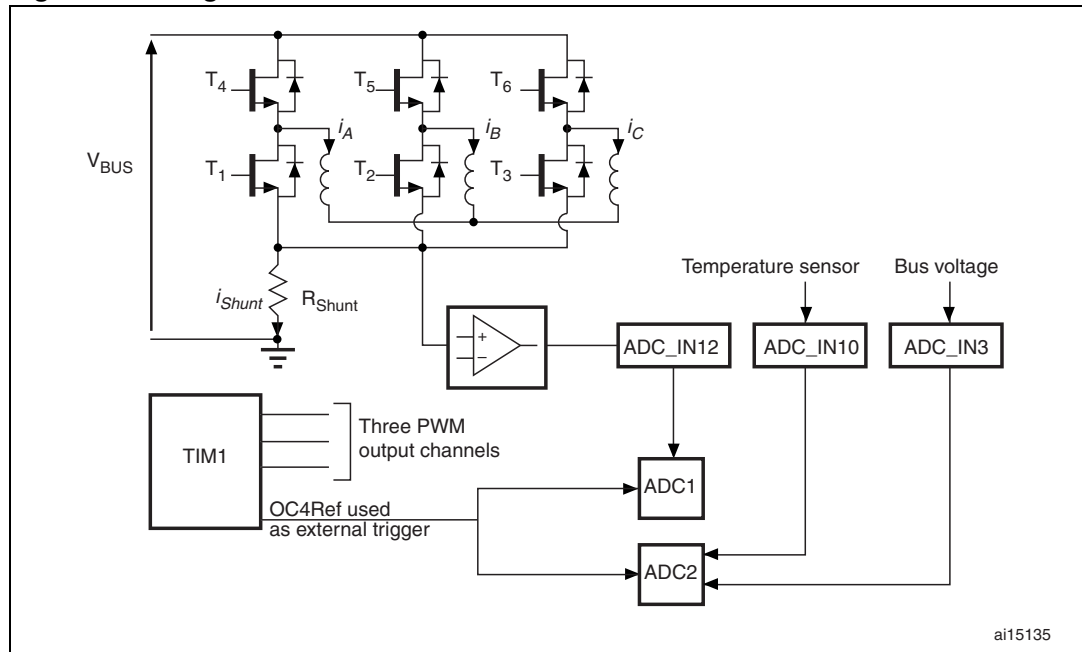 T4
T5
T6
iA
iB
iC
VBUS
T1
T2
T3
iShunt
RShunt
Temperature sensor
Bus voltage
+
−
ADC_IN12
ADC_IN10
ADC_IN3
TIM1
Three PWM
output channels
ADC1
OC4Ref used
as external trigger
ADC2
ai15135